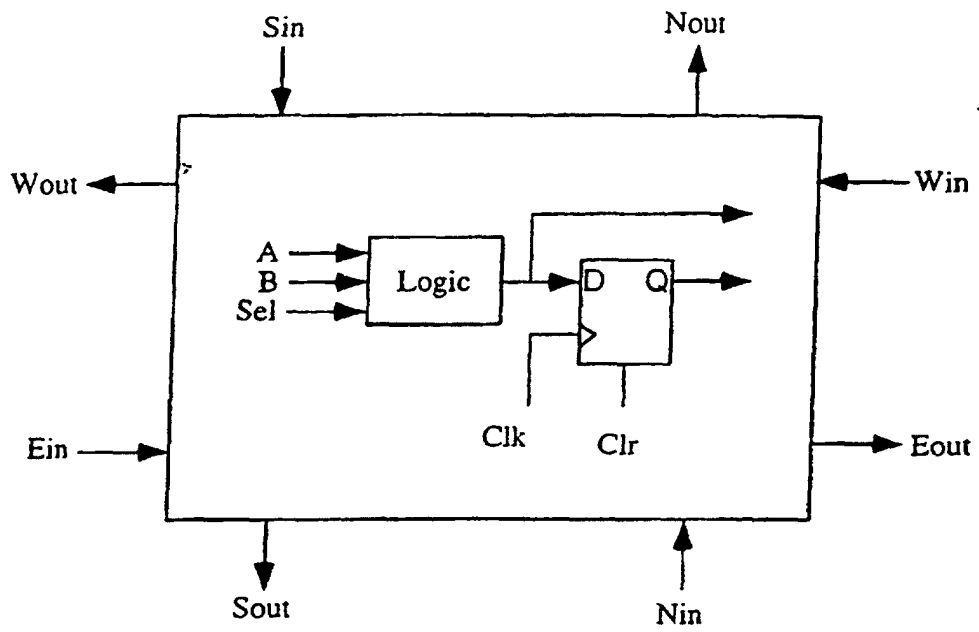 Sin
Nout
Wout
Win
A
B
Sel
Logic
D
Q
Clk
Clr
Ein
Eout
Sout
Nin